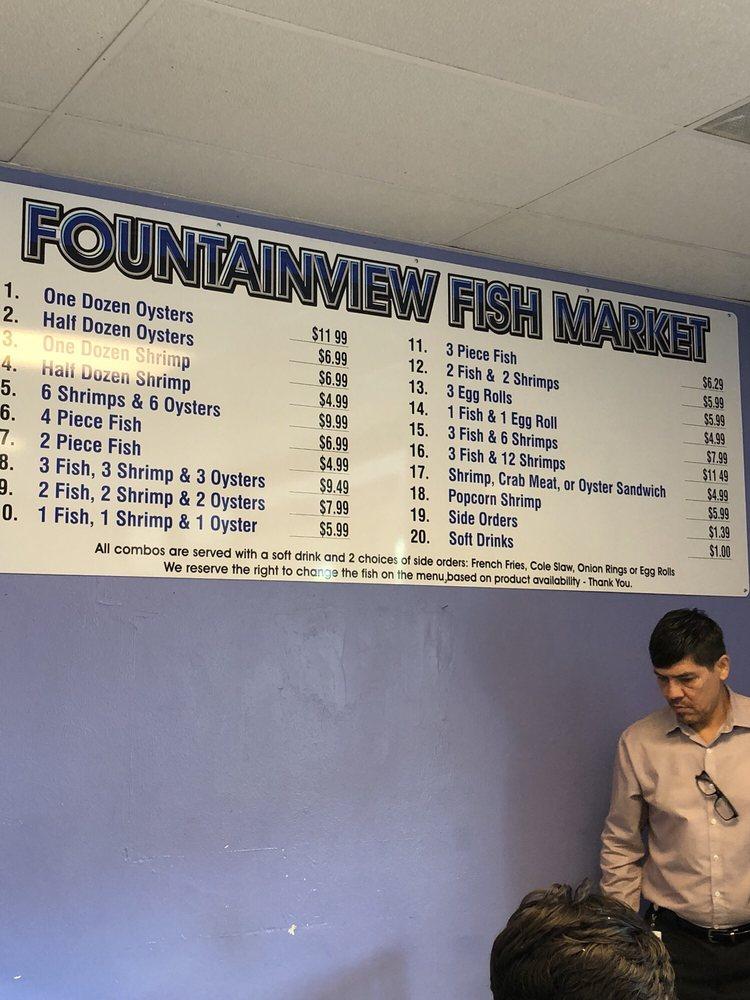 FOUNTAINVIEW FISH MARKET
1. One Dozen Oysters $11 99
2. Half Dozen Oysters $6.99
3. One Dozen Shrimp $6.99
4. Half Dozen Shrimp $4.99
5. 6 Shrimps & 6 Oysters $9.99
6. 4 Piece Fish $6.99
7. 2 Piece Fish $4.99
8. 3 Fish, 3 Shrimp & 3 Oysters $9.49
9. 2 Fish, 2 Shrimp & 2 Oysters $7.99
0. 1 Fish, 1 Shrimp & 1 Oyster $5.99
11. 3 Piece Fish $6.29
12. 2 Fish & 2 Shrimps $5.99
13. 3 Egg Rolls $5.99
14. 1 Fish & 1 Egg Roll $4.99
15. 3 Fish & 6 Shrimps $7.99
16. 3 Fish & 12 Shrimps $11 49
17. Shrimp, Crab Meat, or Oyster Sandwich $4.99
18. Popcorn Shrimp $5.99
19. Side Orders $1.39
20. Soft Drinks $1.00
All combos are served with a soft drink and 2 choices of side orders: French Fries, Cole Slaw, Onion Rings or Egg Rolls
We reserve the right to change the fish on the menu,based on product availability - Thank You.